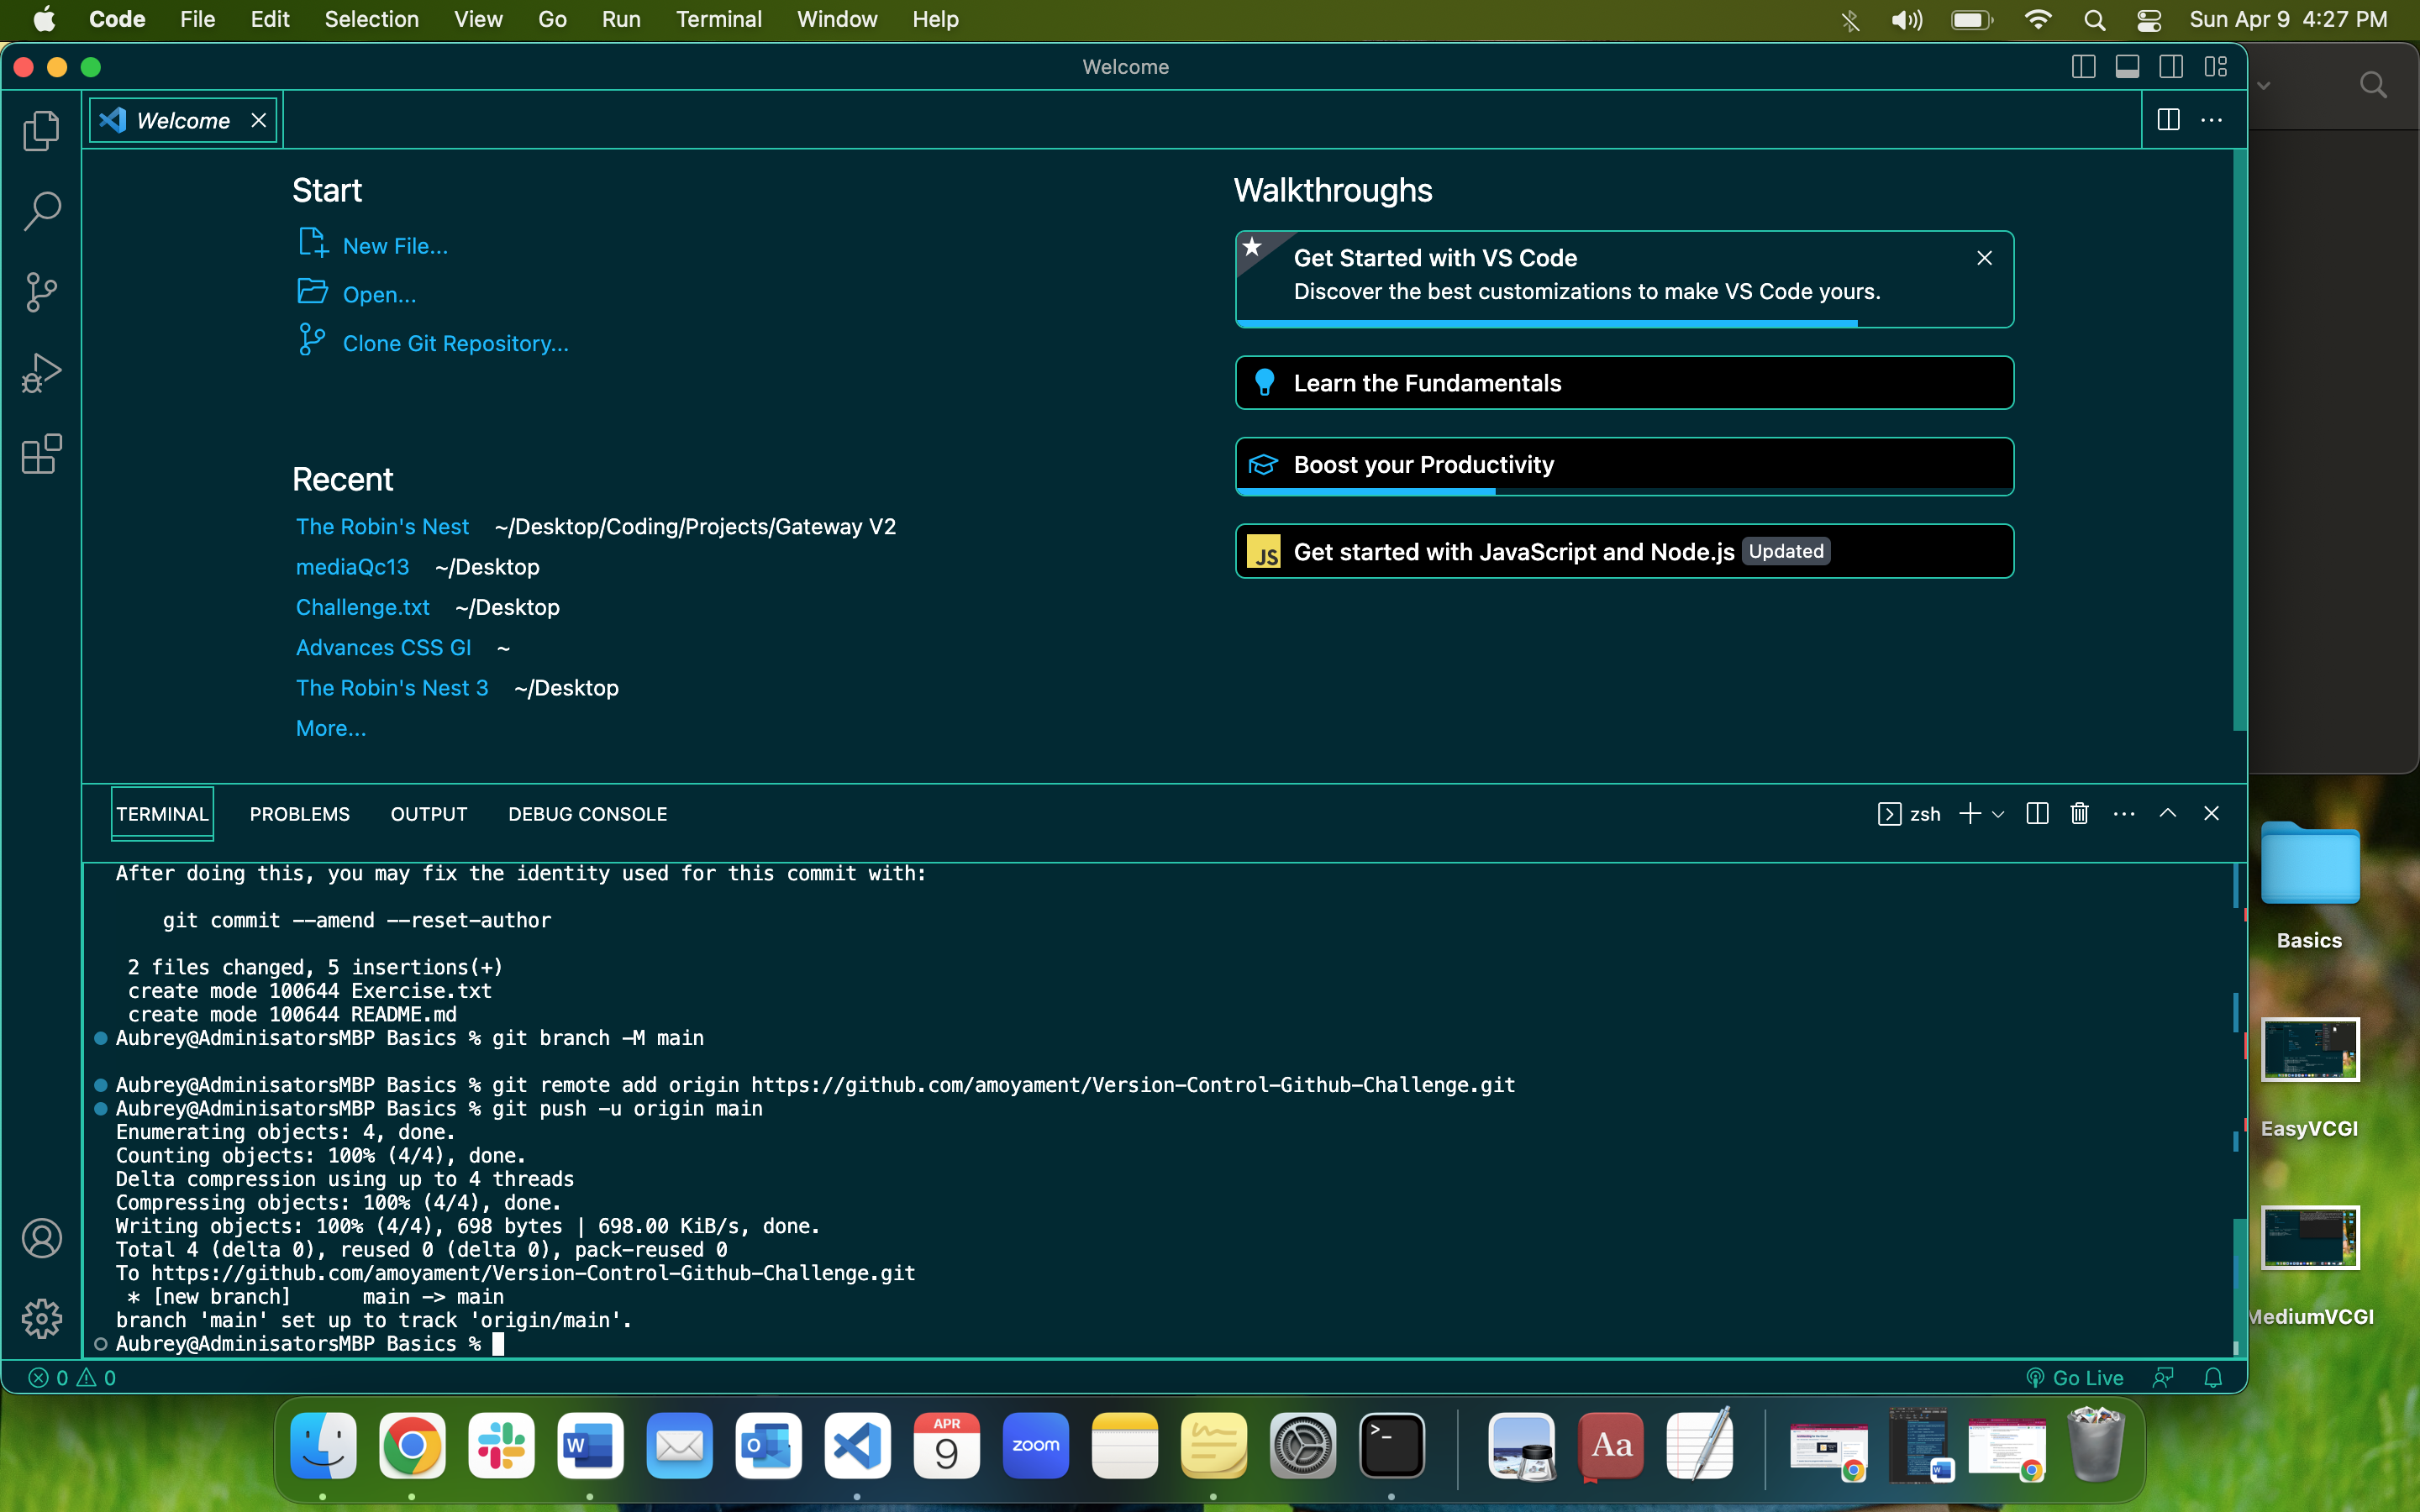 Code File Edit Selection View Go Run Terminal Window Help Sun Apr 9 4:27 PM
Welcome
Welcome
Start
New File...
Open...
Clone Git Repository...
Recent
The Robin's Nest ~/Desktop/Coding/Projects/Gateway V2
mediaQc13 ~/Desktop
Challenge.txt ~/Desktop
Advances CSS GI ~
The Robin's Nest 3 ~/Desktop
More...
Walkthroughs
Get Started with VS Code
Discover the best customizations to make VS Code yours.
Learn the Fundamentals
Boost your Productivity
JS Get started with JavaScript and Node.js Updated
TERMINAL PROBLEMS OUTPUT DEBUG CONSOLE zsh
After doing this, you may fix the identity used for this commit with:
git commit --amend --reset-author
2 files changed, 5 insertions(+)
create mode 100644 Exercise.txt
create mode 100644 README.md
Aubrey@AdminisatorsMBP Basics % git branch -M main
Aubrey@AdminisatorsMBP Basics % git remote add origin https://github.com/amoyament/Version-Control-Github-Challenge.git
Aubrey@AdminisatorsMBP Basics % git push -u origin main
Enumerating objects: 4, done.
Counting objects: 100% (4/4), done.
Delta compression using up to 4 threads
Compressing objects: 100% (4/4), done.
Writing objects: 100% (4/4), 698 bytes | 698.00 KiB/s, done.
Total 4 (delta 0), reused 0 (delta 0), pack-reused 0
To https://github.com/amoyament/Version-Control-Github-Challenge.git
* [new branch] main -> main
branch 'main' set up to track 'origin/main'.
Aubrey@AdminisatorsMBP Basics %
0 0 Go Live
Basics
EasyVCGI
MediumVCGI
W
O
APR
9
zoom
>_
Aa
W